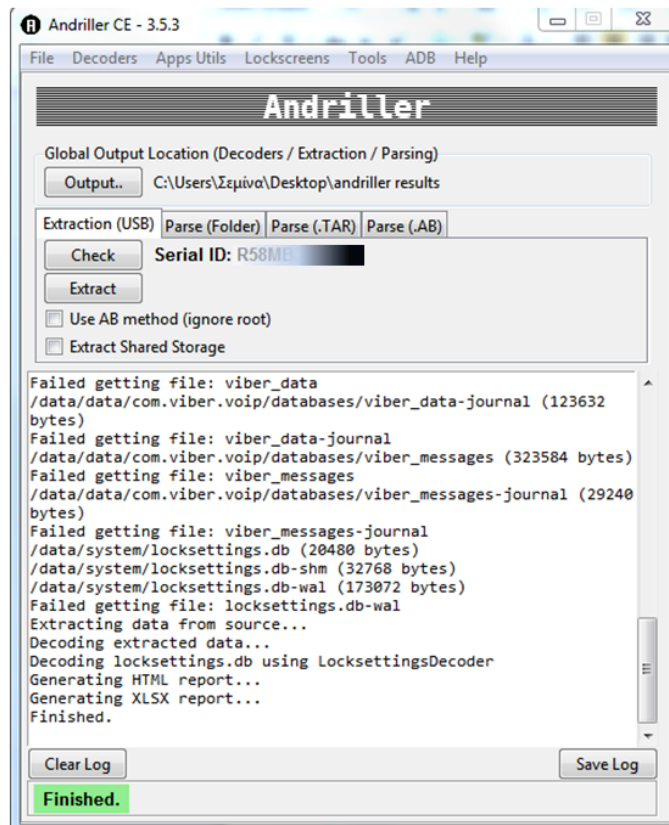 Andriller CE - 3.5.3
File Decoders Apps Utils Lockscreens Tools ADB Help
Andriller
Global Output Location (Decoders / Extraction / Parsing)
Output.. C:\Users\Σεμίνα\Desktop\andriller results
Extraction (USB) Parse (Folder) Parse (.TAR) Parse (.AB)
Check Serial ID: R58MB
Extract
Use AB method (ignore root)
Extract Shared Storage
Failed getting file: viber_data
/data/data/com.viber.voip/databases/viber_data-journal (123632
bytes)
Failed getting file: viber_data-journal
/data/data/com.viber.voip/databases/viber_messages (323584 bytes)
Failed getting file: viber_messages
/data/data/com.viber.voip/databases/viber_messages-journal (29240
bytes)
Failed getting file: viber_messages-journal
/data/system/locksettings.db (20480 bytes)
/data/system/locksettings.db-shm (32768 bytes)
/data/system/locksettings.db-wal (173072 bytes)
Failed getting file: locksettings.db-wal
Extracting data from source...
Decoding extracted data...
Decoding locksettings.db using LocksettingsDecoder
Generating HTML report...
Generating XLSX report...
Finished.
Clear Log Save Log
Finished.